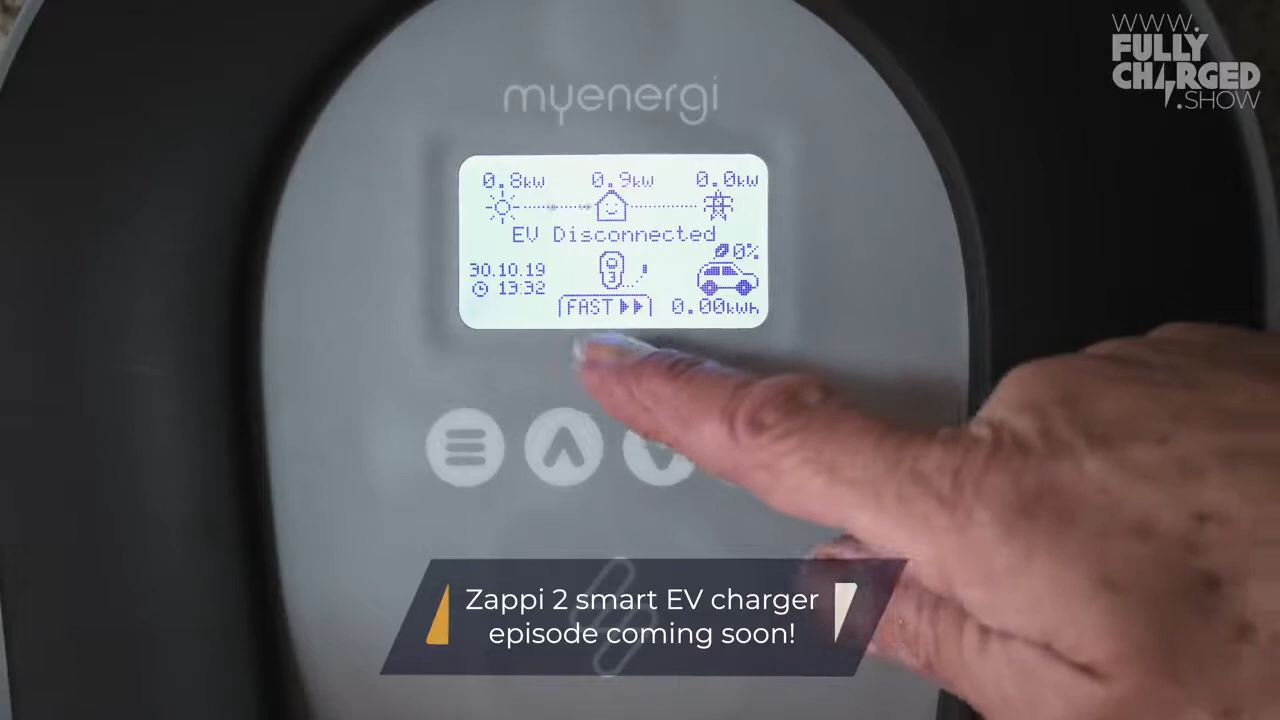 WWW.
FULLY
CHARGED
.SHOW
myenergi
0.8kW 0.9kW 0.0kW
EV Disconnected
0%
30.10.19
13:32
3
FAST
0.00kWh
Zappi 2 smart EV charger
episode coming soon!